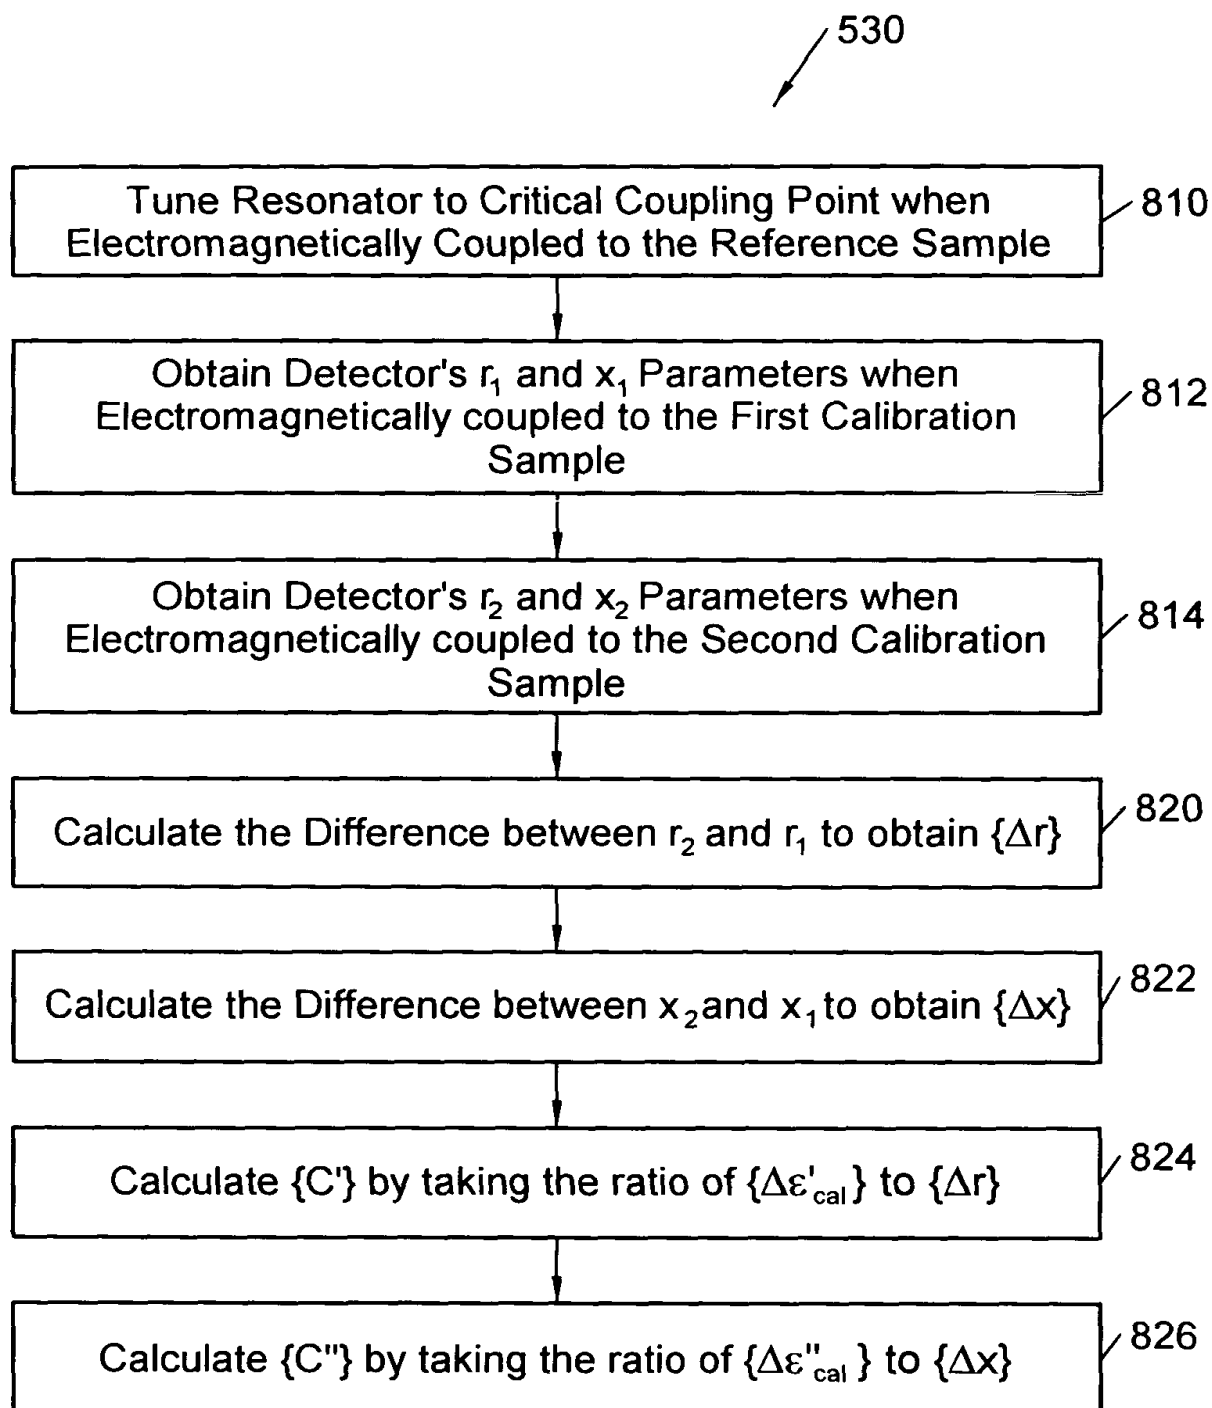 530
Tune Resonator to Critical Coupling Point when
Electromagnetically Coupled to the Reference Sample
810
Obtain Detector's r₁ and x₁ Parameters when
Electromagnetically coupled to the First Calibration
Sample
812
Obtain Detector's r₂ and x₂ Parameters when
Electromagnetically coupled to the Second Calibration
Sample
814
Calculate the Difference between r₂ and r₁ to obtain {Δr}
820
Calculate the Difference between x₂ and x₁ to obtain {Δx}
822
Calculate {C'} by taking the ratio of {Δε'cal} to {Δr}
824
Calculate {C"} by taking the ratio of {Δε"cal} to {Δx}
826